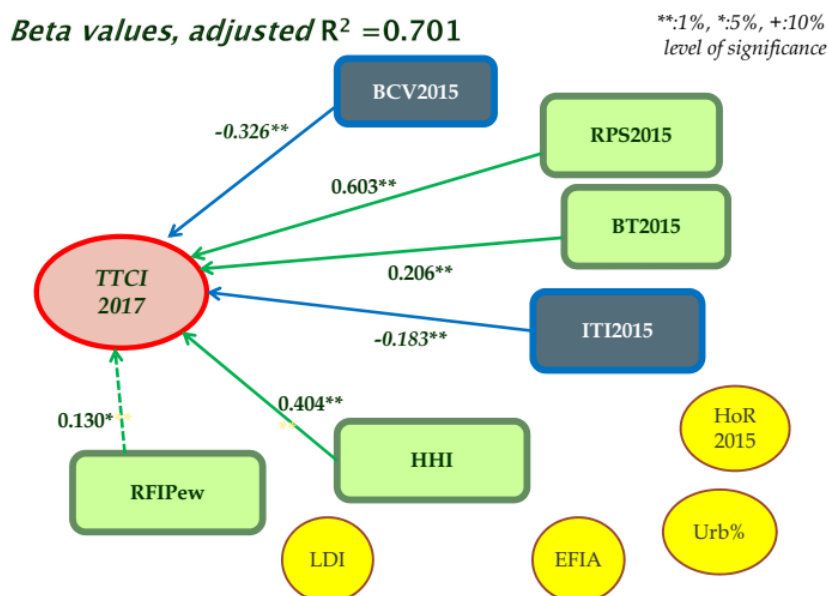 Beta values, adjusted R² =0.701
**:1%, *:5%, +:10%
level of significance
BCV2015
-0.326**
RPS2015
0.603**
BT2015
0.206**
TTCI
2017
ITI2015
-0.183**
0.130*
0.404**
HoR
2015
HHI
RFIPew
Urb%
LDI
EFIA